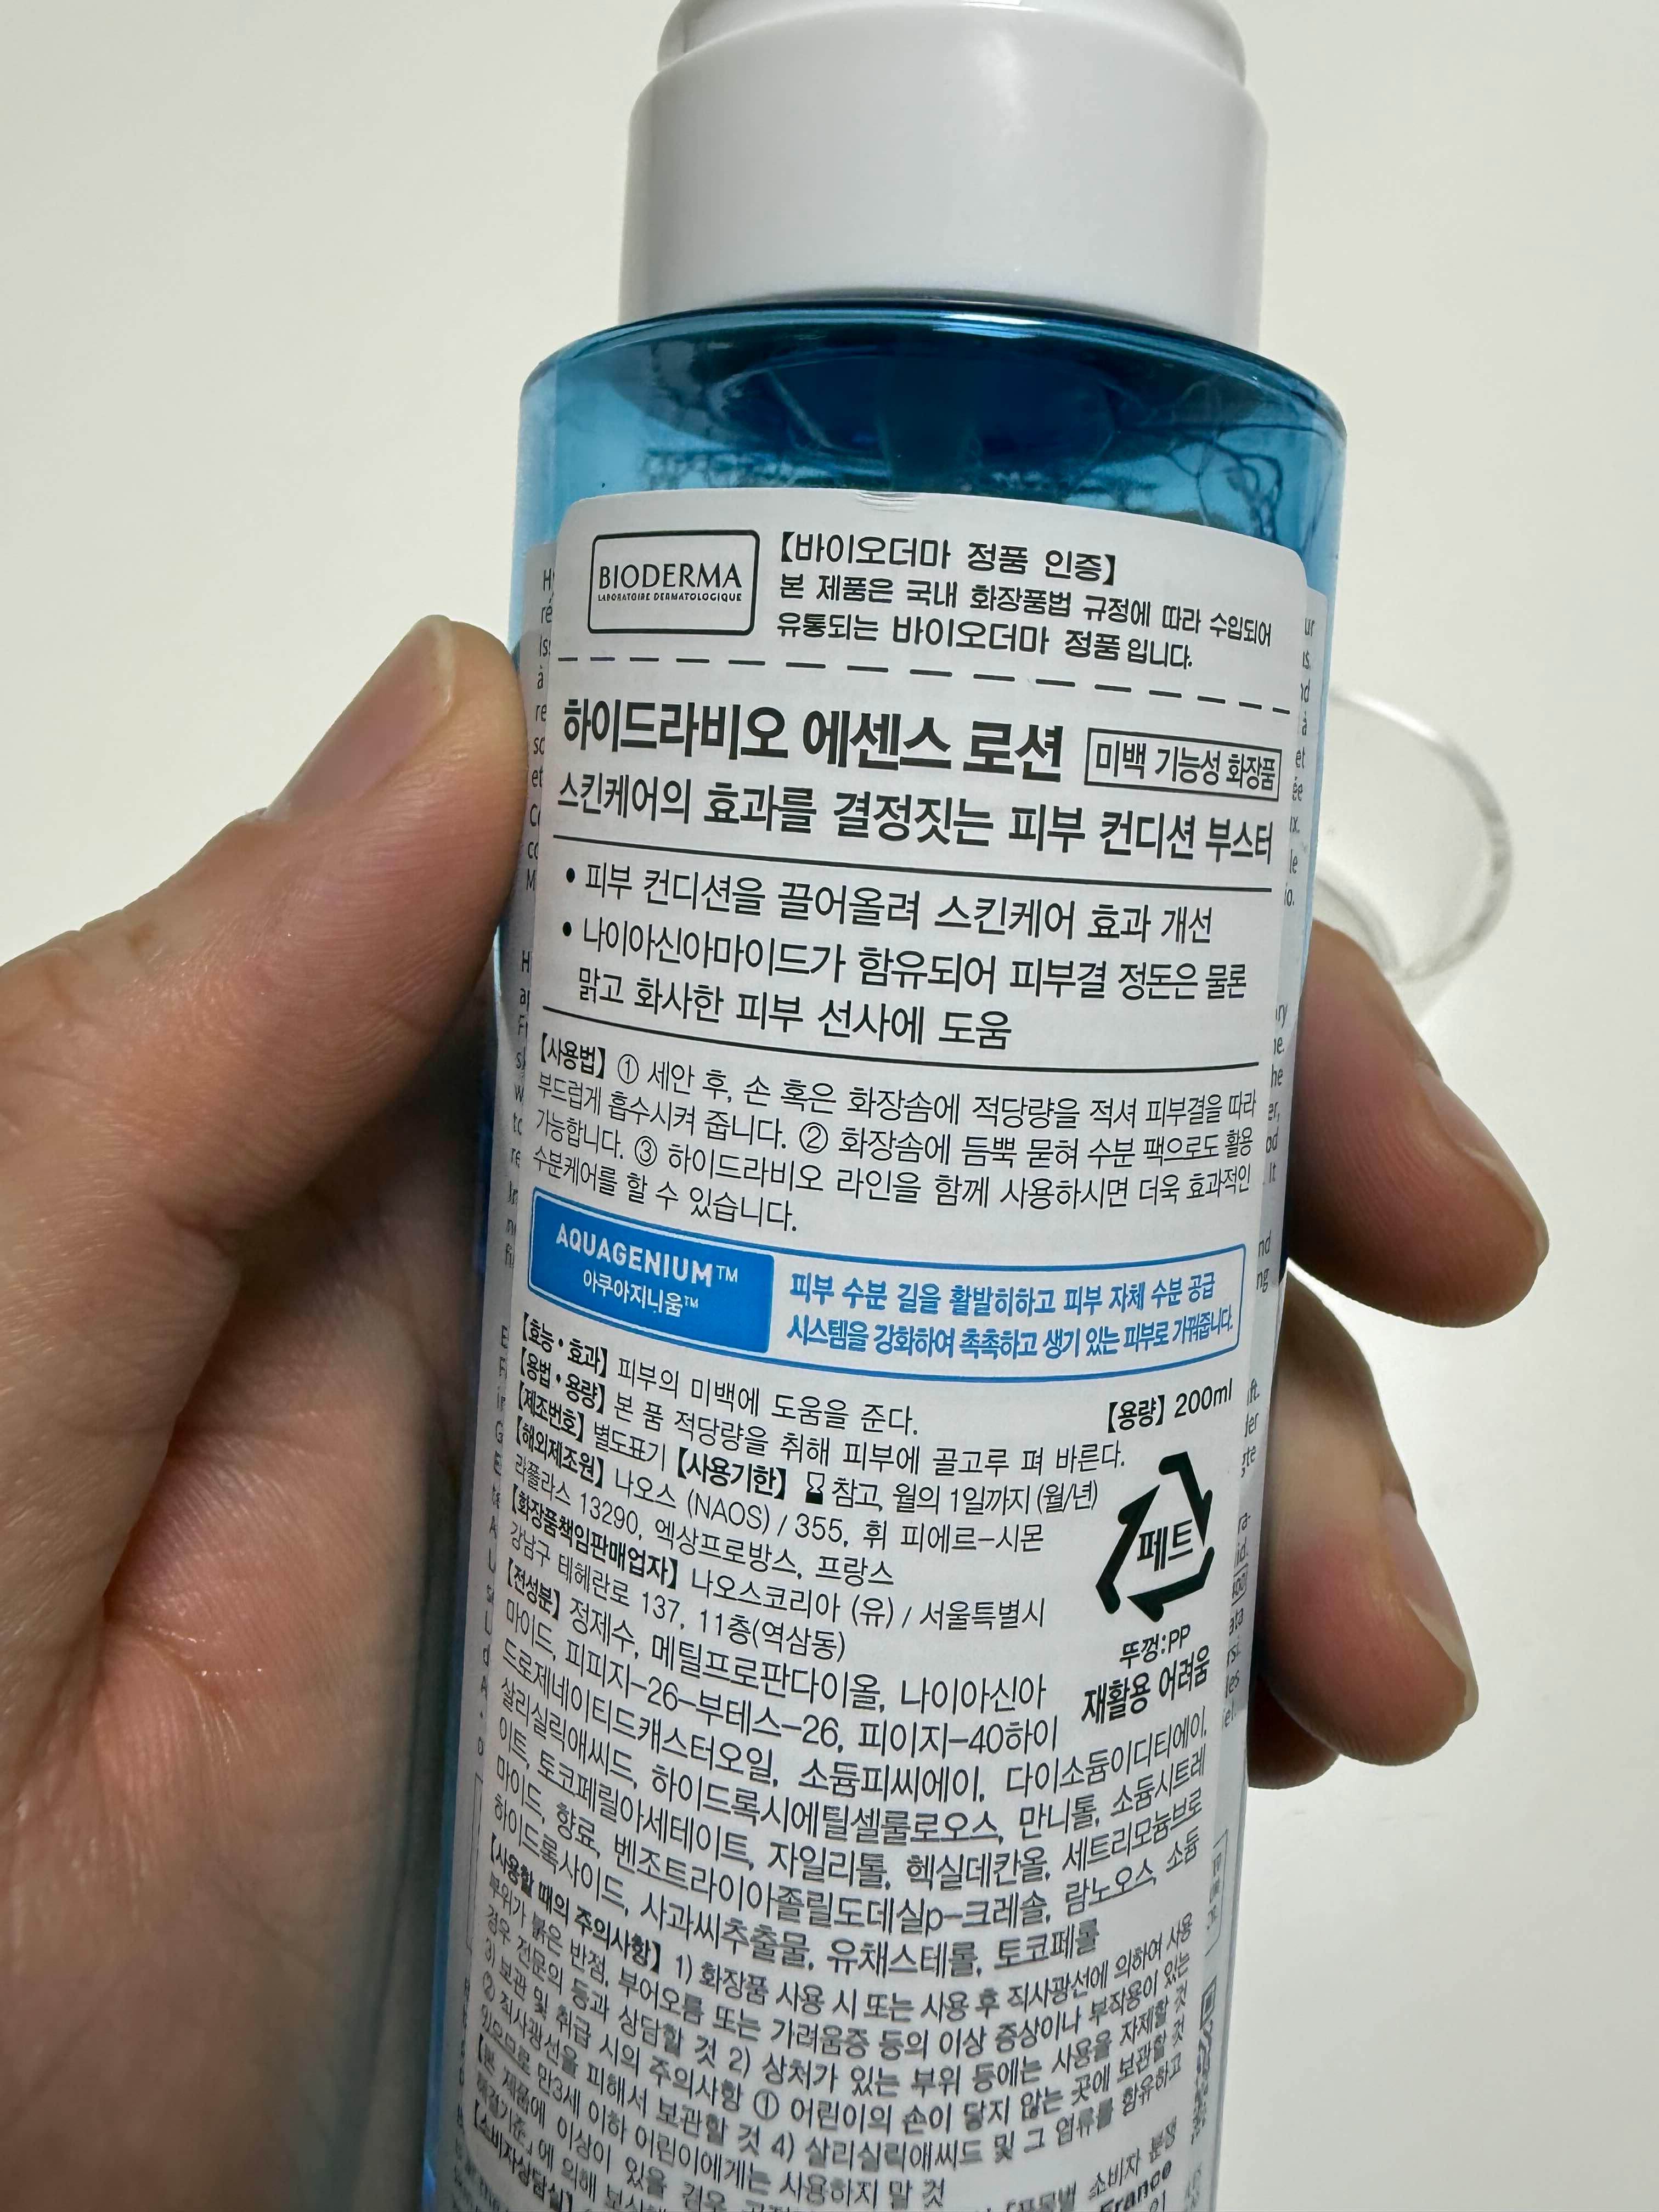 BIODERMA
LABORATOIRE DERMATOLOGIQUE
【바이오더마 정품 인증】
본 제품은 국내 화장품법 규정에 따라 수입되어
유통되는 바이오더마 정품입니다.
하이드라비오 에센스 로션 미백 기능성 화장품
스킨케어의 효과를 결정짓는 피부 컨디션 부스터
• 피부 컨디션을 끌어올려 스킨케어 효과 개선
• 나이아신아마이드가 함유되어 피부결 정돈은 물론
맑고 화사한 피부 선사에 도움
【사용법】 ① 세안 후, 손 혹은 화장솜에 적당량을 적셔 피부결을 따라
부드럽게 흡수시켜 줍니다. ② 화장솜에 듬뿍 묻혀 수분 팩으로도 활용
가능합니다. ③ 하이드라비오 라인을 함께 사용하시면 더욱 효과적인
수분케어를 할 수 있습니다.
AQUAGENIUM™
아쿠아지니움™
피부 수분 길을 활발히하고 피부 자체 수분 공급
시스템을 강화하여 촉촉하고 생기 있는 피부로 가꿔줍니다.
【효능•효과】 피부의 미백에 도움을 준다.
【용량】 200ml
【용법•용량】 본 품 적당량을 취해 피부에 골고루 펴 바른다.
【제조번호】 별도표기 【사용기한】 참고, 월의 1일까지 (월/년)
【해외제조원】 나오스 (NAOS) / 355, 휘 피에르-시몬
라플라스 13290, 엑상프로방스, 프랑스
【화장품책임판매업자】 나오스코리아 (유) / 서울특별시
강남구 테헤란로 137, 11층(역삼동)
페트
뚜껑:PP
재활용 어려움
【전성분】 정제수, 메틸프로판다이올, 나이아신아
마이드, 피피지-26-부테스-26, 피이지-40하이
드로제네이티드캐스터오일, 소듐피씨에이, 다이소듐이디티에이,
살리실릭애씨드, 하이드록시에틸셀룰로오스, 만니톨, 소듐시트레
이트, 토코페릴아세테이트, 자일리톨, 헥실데칸올, 세트리모늄브로
마이드, 향료, 벤조트라이아졸릴도데실p-크레솔, 람노오스, 소듐
하이드록사이드, 사과씨추출물, 유채스테롤, 토코페롤
【사용할 때의 주의사항】 1) 화장품 사용 시 또는 사용 후 직사광선에 의하여 사용
부위가 붉은 반점, 부어오름 또는 가려움증 등의 이상 증상이나 부작용이 있는
경우 전문의 등과 상담할 것 2) 상처가 있는 부위 등에는 사용을 자제할 것
3) 보관 및 취급 시의 주의사항 ① 어린이의 손이 닿지 않는 곳에 보관할 것
② 직사광선을 피해서 보관할 것 4) 살리실릭애씨드 및 그 염류를 함유하고
있으므로 만3세 이하 어린이에게는 사용하지 말 것
제품에 이상이 있을 경우 소비자 분쟁
해결기준」에 의해
【소비자상담실】